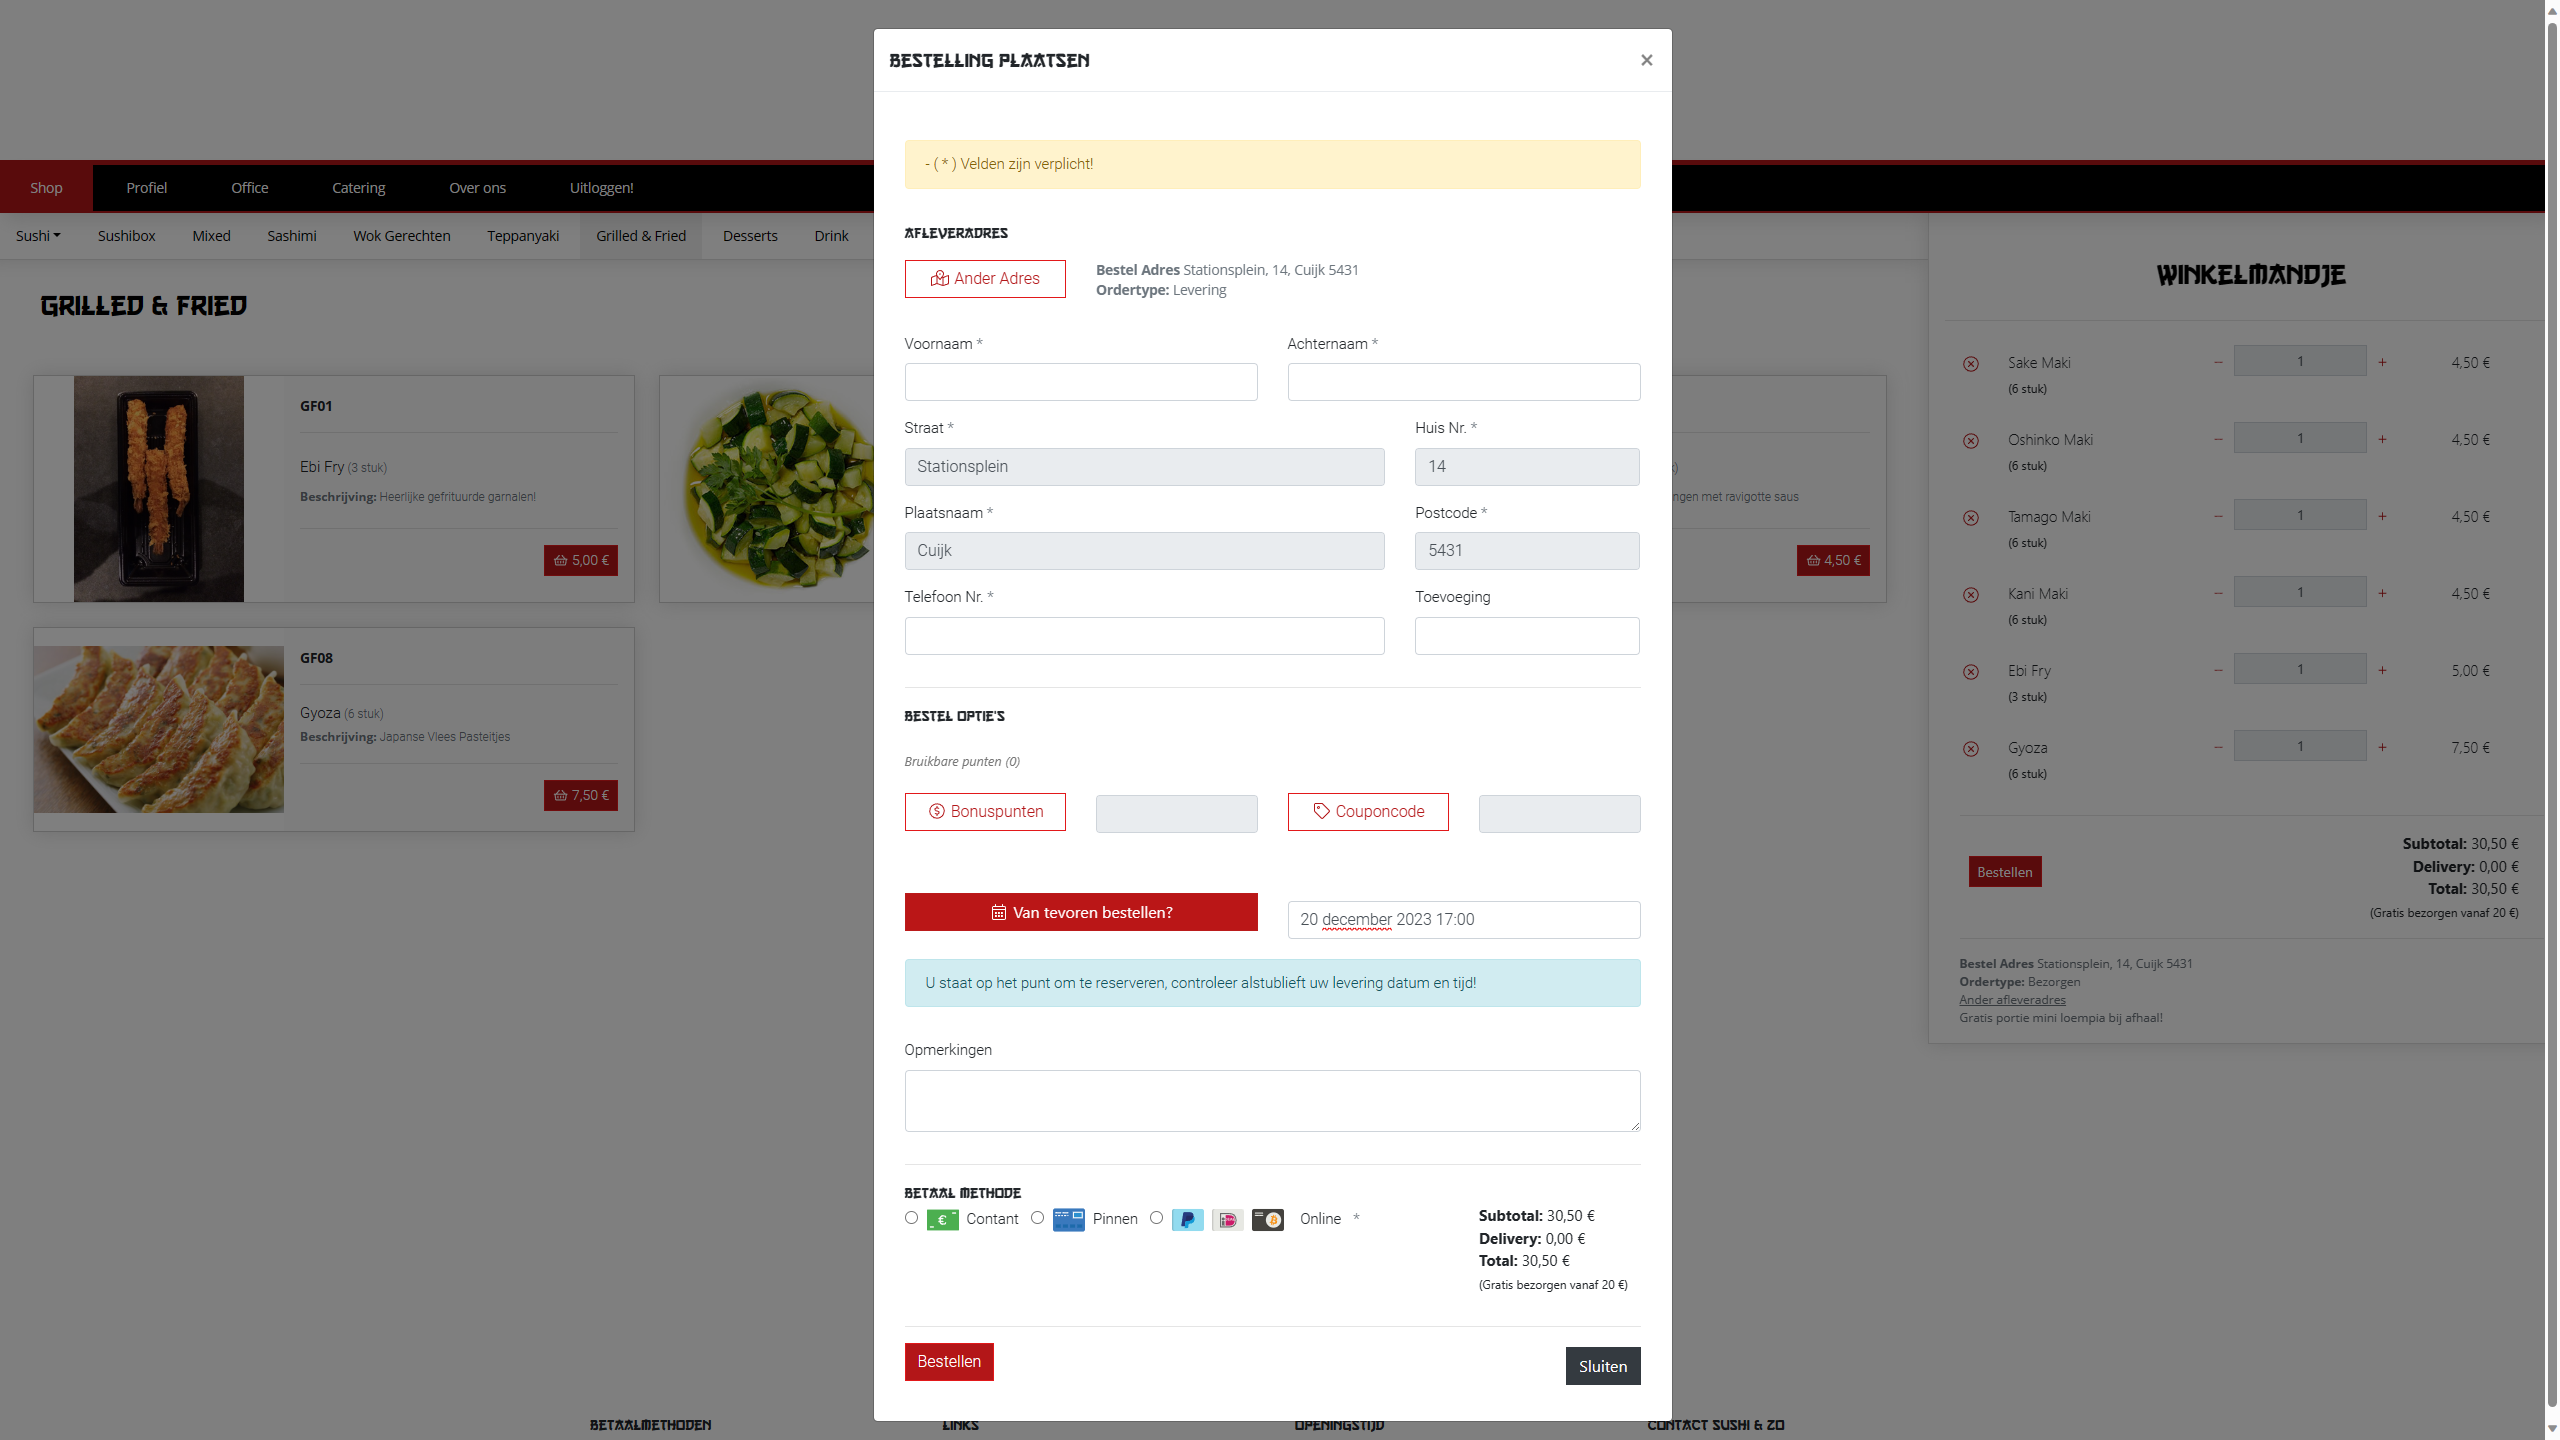 BESTELLING PLAATSEN
×
- ( * ) Velden zijn verplicht!
AFLEVERADRES
Ander Adres
Bestel Adres Stationsplein, 14, Cuijk 5431
Ordertype: Levering
Voornaam *
Achternaam *
Straat *
Huis Nr. *
Stationsplein
14
Plaatsnaam *
Postcode *
Cuijk
5431
Telefoon Nr. *
Toevoeging
BESTEL OPTIE'S
Bruikbare punten (0)
Bonuspunten
Couponcode
Van tevoren bestellen?
20 december 2023 17:00
U staat op het punt om te reserveren, controleer alstublieft uw levering datum en tijd!
Opmerkingen
BETAAL METHODE
Contant Pinnen Online *
Subtotal: 30,50 €
Delivery: 0,00 €
Total: 30,50 €
(Gratis bezorgen vanaf 20 €)
Bestellen
Sluiten
Shop Profiel Office Catering Over ons Uitloggen!
Sushi Sushibox Mixed Sashimi Wok Gerechten Teppanyaki Grilled & Fried Desserts Drink
GRILLED & FRIED
GF01
Ebi Fry (3 stuk)
Beschrijving: Heerlijke gefrituurde garnalen!
5,00 €
met ravigotte saus
4,50 €
GF08
Gyoza (6 stuk)
Beschrijving: Japanse Vlees Pasteitjes
7,50 €
WINKELMANDJE
Sake Maki -- 1 + 4,50 €
(6 stuk)
Oshinko Maki -- 1 + 4,50 €
(6 stuk)
Tamago Maki -- 1 + 4,50 €
(6 stuk)
Kani Maki -- 1 + 4,50 €
(6 stuk)
Ebi Fry -- 1 + 5,00 €
(3 stuk)
Gyoza -- 1 + 7,50 €
(6 stuk)
Bestellen
Subtotal: 30,50 €
Delivery: 0,00 €
Total: 30,50 €
(Gratis bezorgen vanaf 20 €)
Bestel Adres Stationsplein, 14, Cuijk 5431
Ordertype: Bezorgen
Ander afleveradres
Gratis portie mini loempia bij afhaal!
BETAALMETHODEN
LINKS
OPENINGSTIJD
CONTACT SUSHI & ZO